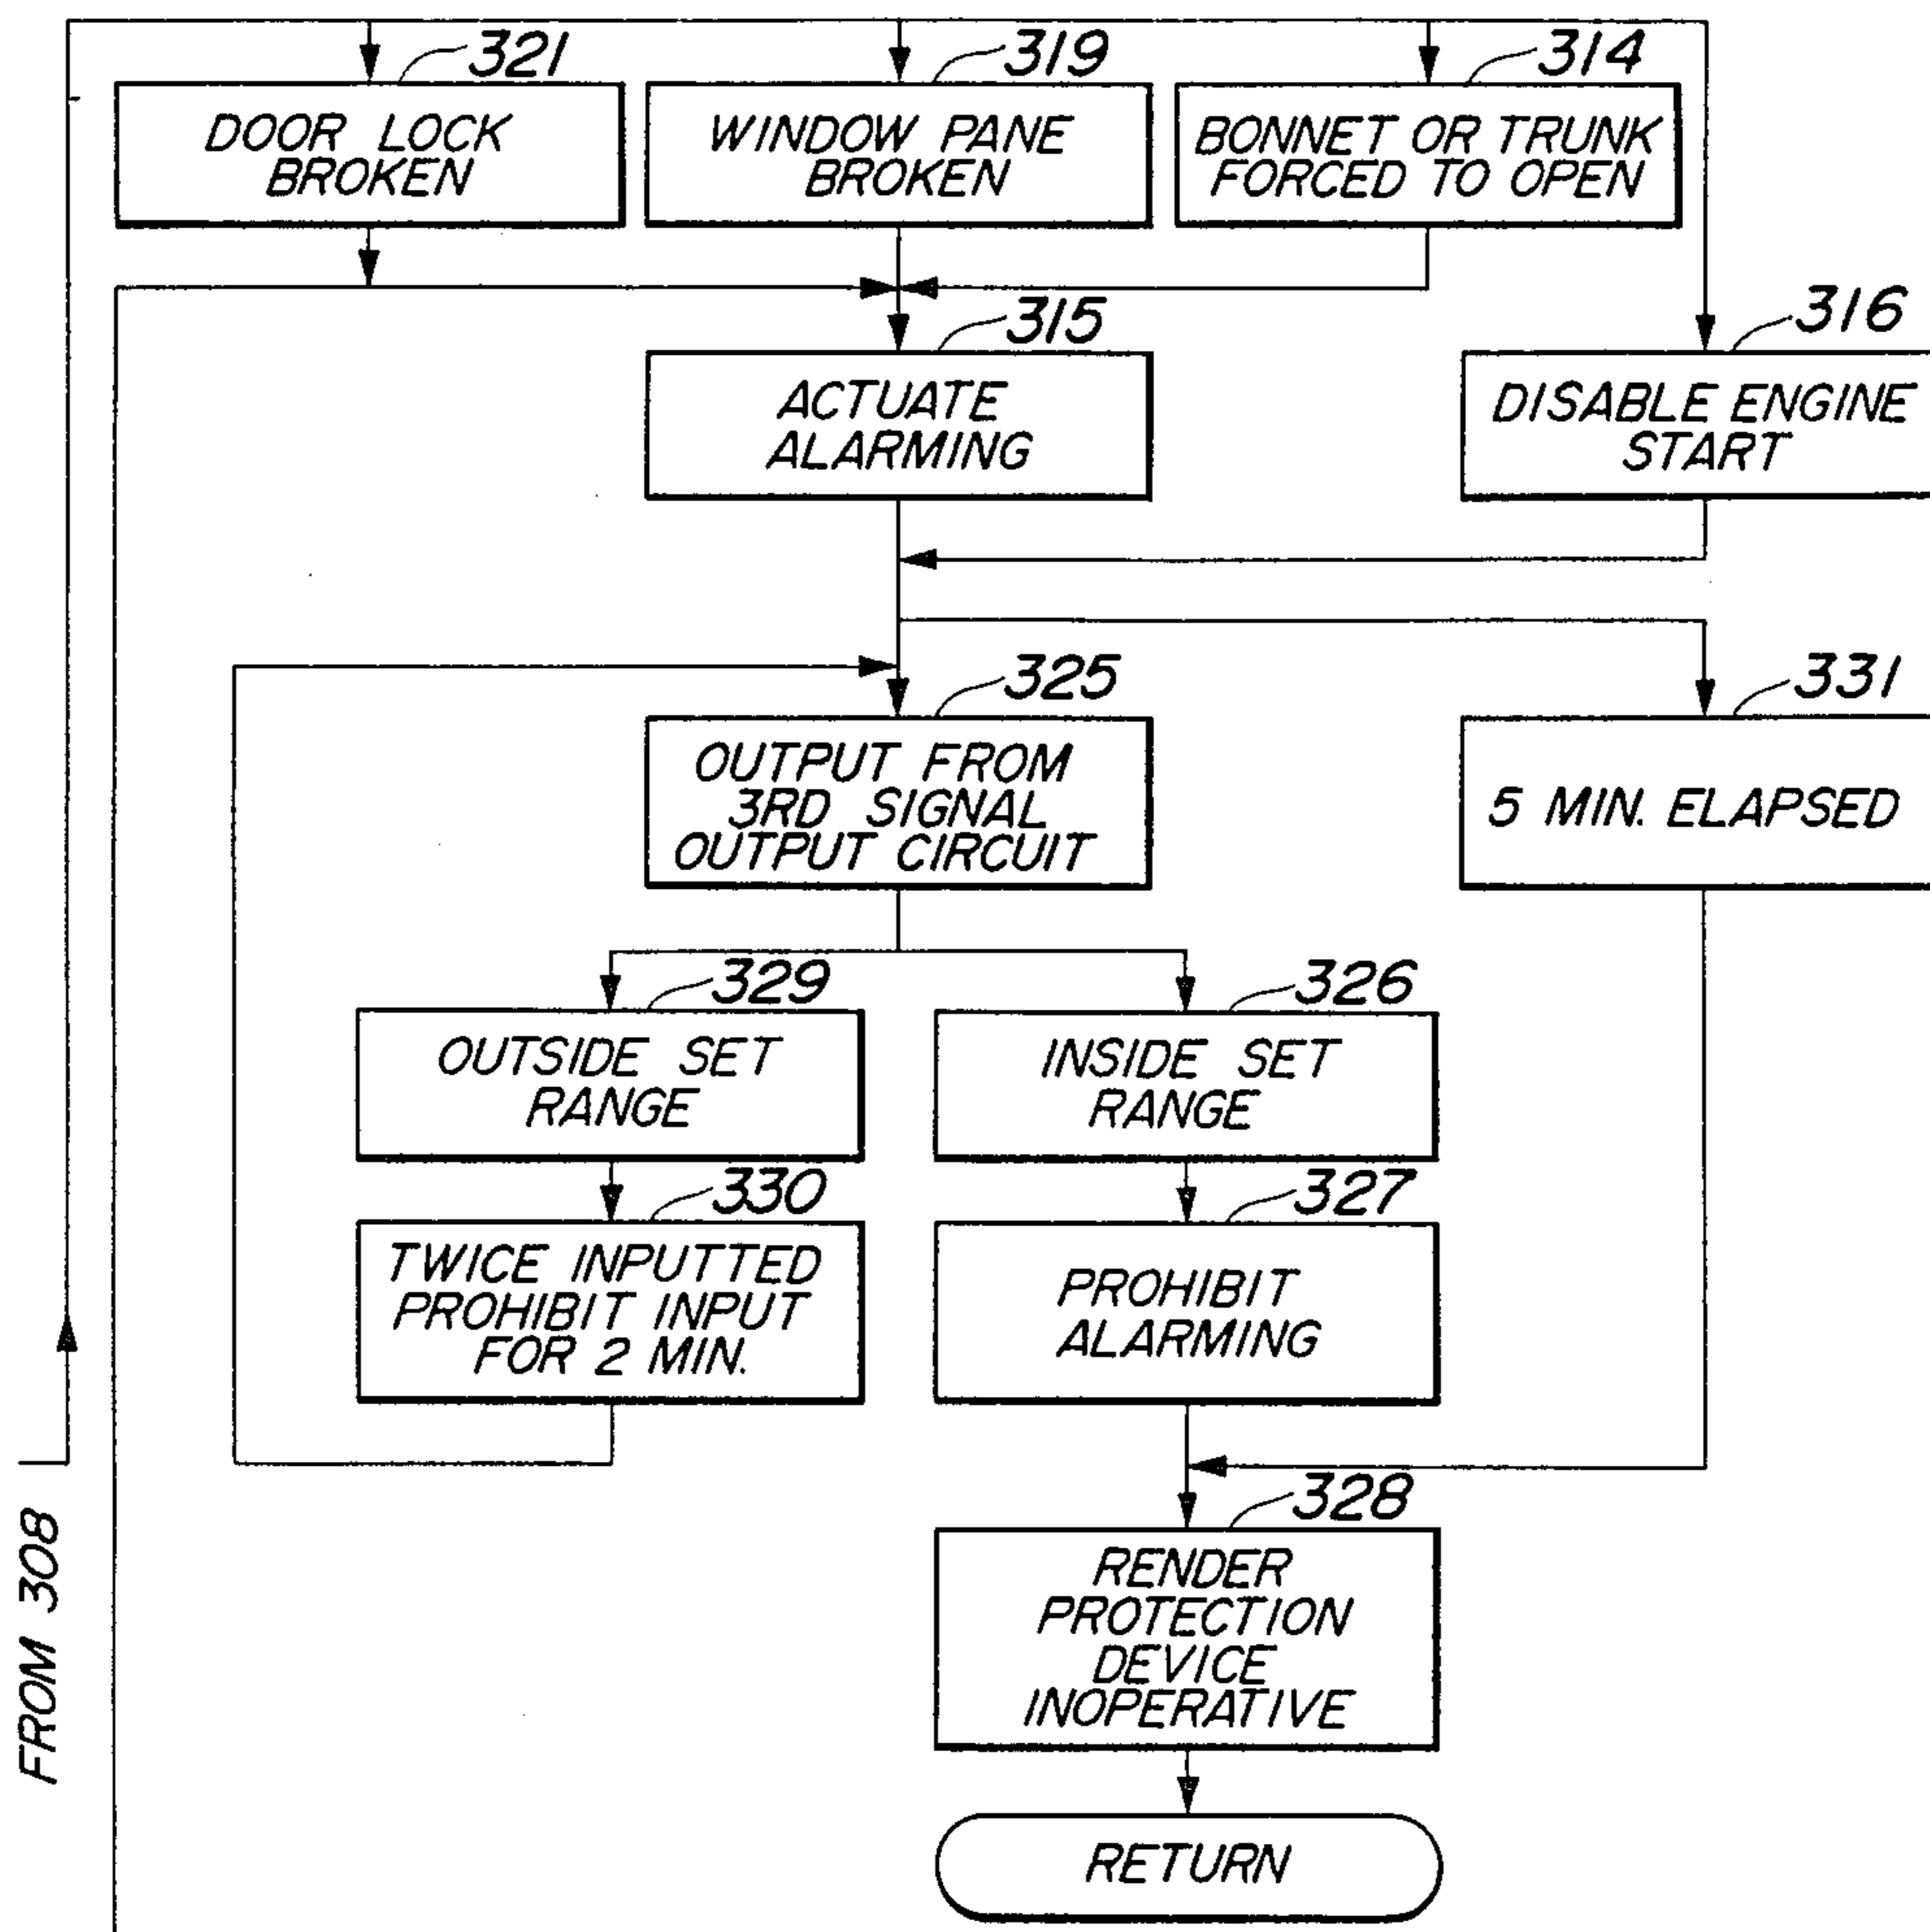 321
DOOR LOCK
BROKEN
319
WINDOW PANE
BROKEN
314
BONNET OR TRUNK
FORCED TO OPEN
315
ACTUATE
ALARMING
316
DISABLE ENGINE
START
325
OUTPUT FROM
3RD SIGNAL
OUTPUT CIRCUIT
331
5 MIN. ELAPSED
329
OUTSIDE SET
RANGE
326
INSIDE SET
RANGE
330
TWICE INPUTTED
PROHIBIT INPUT
FOR 2 MIN.
327
PROHIBIT
ALARMING
328
RENDER
PROTECTION
DEVICE
INOPERATIVE
RETURN
FROM 308